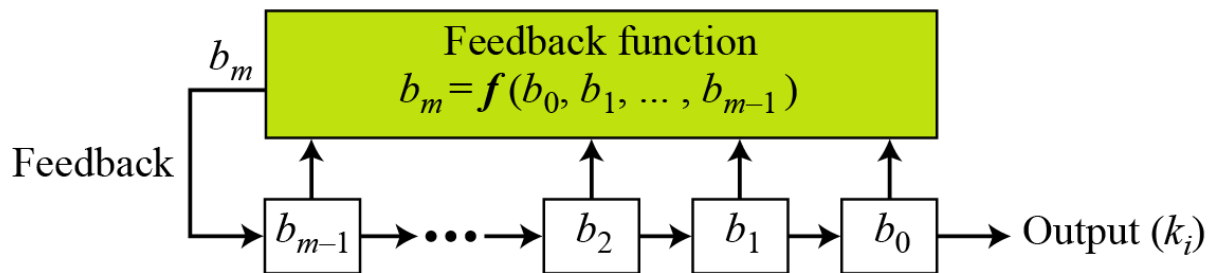 Feedback function
b_m
b_m = f (b_0, b_1, ... , b_{m–1})
Feedback
b_{m–1} ••• b_2 b_1 b_0 Output (k_i)